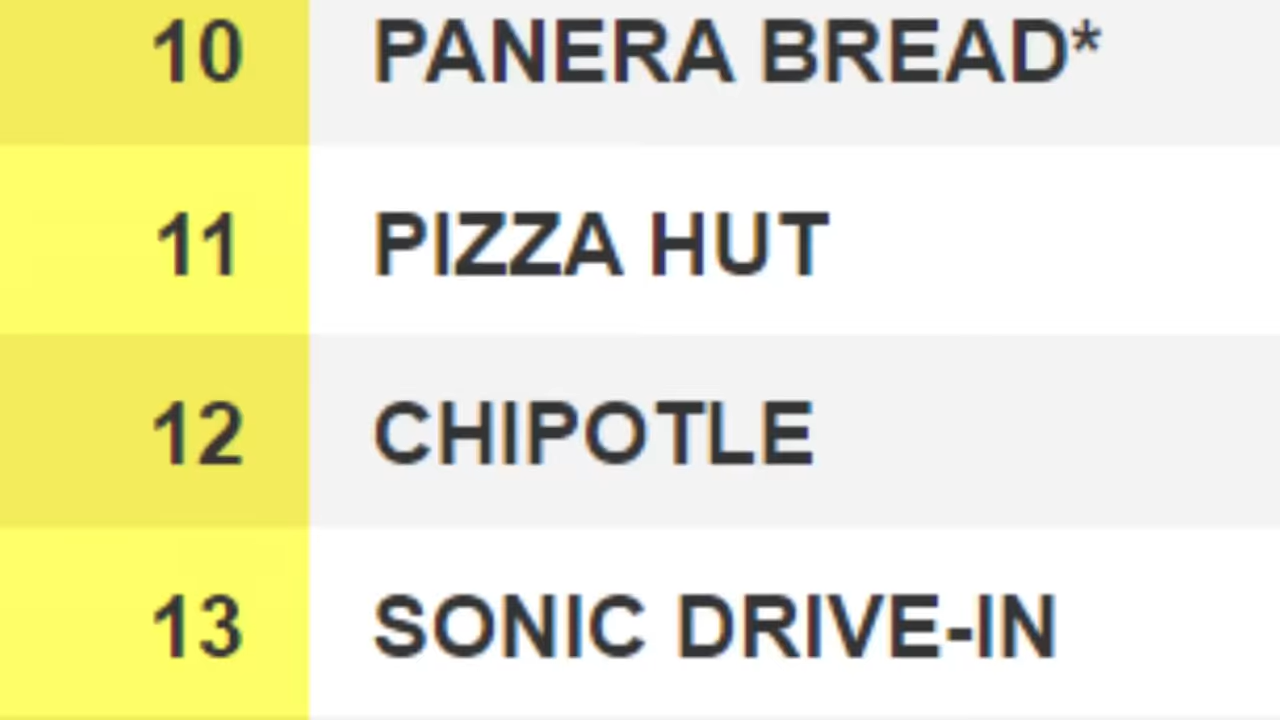 10 PANERA BREAD*
11 PIZZA HUT
12 CHIPOTLE
13 SONIC DRIVE-IN